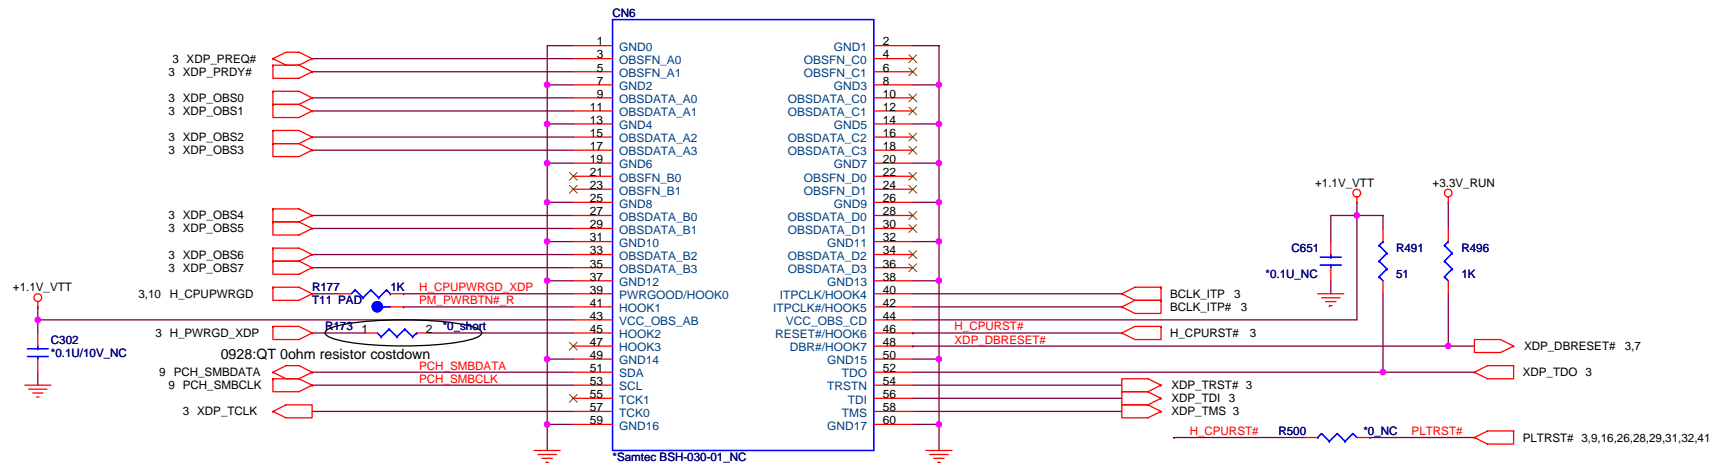 CN6
1 GND0 GND1 2
3 XDP_PREQ# 3 OBSFN_A0 OBSFN_C0 4
3 XDP_PRDY# 5 OBSFN_A1 OBSFN_C1 6
7 GND2 GND3 8
3 XDP_OBS0 9 OBSDATA_A0 OBSDATA_C0 10
3 XDP_OBS1 11 OBSDATA_A1 OBSDATA_C1 12
13 GND4 GND5 14
3 XDP_OBS2 15 OBSDATA_A2 OBSDATA_C2 16
3 XDP_OBS3 17 OBSDATA_A3 OBSDATA_C3 18
19 GND6 GND7 20
21 OBSFN_B0 OBSFN_D0 22
23 OBSFN_B1 OBSFN_D1 24
+1.1V_VTT +3.3V_RUN
25 GND8 GND9 26
3 XDP_OBS4 27 OBSDATA_B0 OBSDATA_D0 28
3 XDP_OBS5 29 OBSDATA_B1 OBSDATA_D1 30
31 GND10 GND11 32
C651 R491 R496
3 XDP_OBS6 33 OBSDATA_B2 OBSDATA_D2 34
3 XDP_OBS7 35 OBSDATA_B3 OBSDATA_D3 36
*0.1U_NC 51 1K
37 GND12 GND13 38
+1.1V_VTT
3,10 H_CPUPWRGD R177 1K H_CPUPWRGD_XDP 39 PWRGOOD/HOOK0 ITPCLK/HOOK4 40 BCLK_ITP 3
T11 PAD PM_PWRBTN#_R 41 HOOK1 ITPCLK#/HOOK5 42 BCLK_ITP# 3
43 VCC_OBS_AB VCC_OBS_CD 44
3 H_PWRGD_XDP R173 1 2 *0_short 45 HOOK2 RESET#/HOOK6 46 H_CPURST# H_CPURST# 3
C302
*0.1U/10V_NC
47 HOOK3 DBR#/HOOK7 48 XDP_DBRESET# XDP_DBRESET# 3,7
0928:QT 0ohm resistor costdown
49 GND14 GND15 50
9 PCH_SMBDATA PCH_SMBDATA 51 SDA TDO 52 XDP_TDO 3
9 PCH_SMBCLK PCH_SMBCLK 53 SCL TRSTN 54 XDP_TRST# 3
55 TCK1 TDI 56 XDP_TDI 3
3 XDP_TCLK 57 TCK0 TMS 58 XDP_TMS 3
59 GND16 GND17 60
H_CPURST# R500 *0_NC PLTRST# PLTRST# 3,9,16,26,28,29,31,32,41
*Samtec BSH-030-01_NC